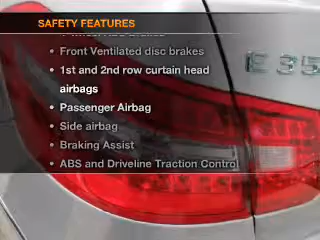 SAFETY FEATURES
• Front Ventilated disc brakes
• 1st and 2nd row curtain head
airbags
• Passenger Airbag
• Side airbag
• Braking Assist
• ABS and Driveline Traction Control
E35